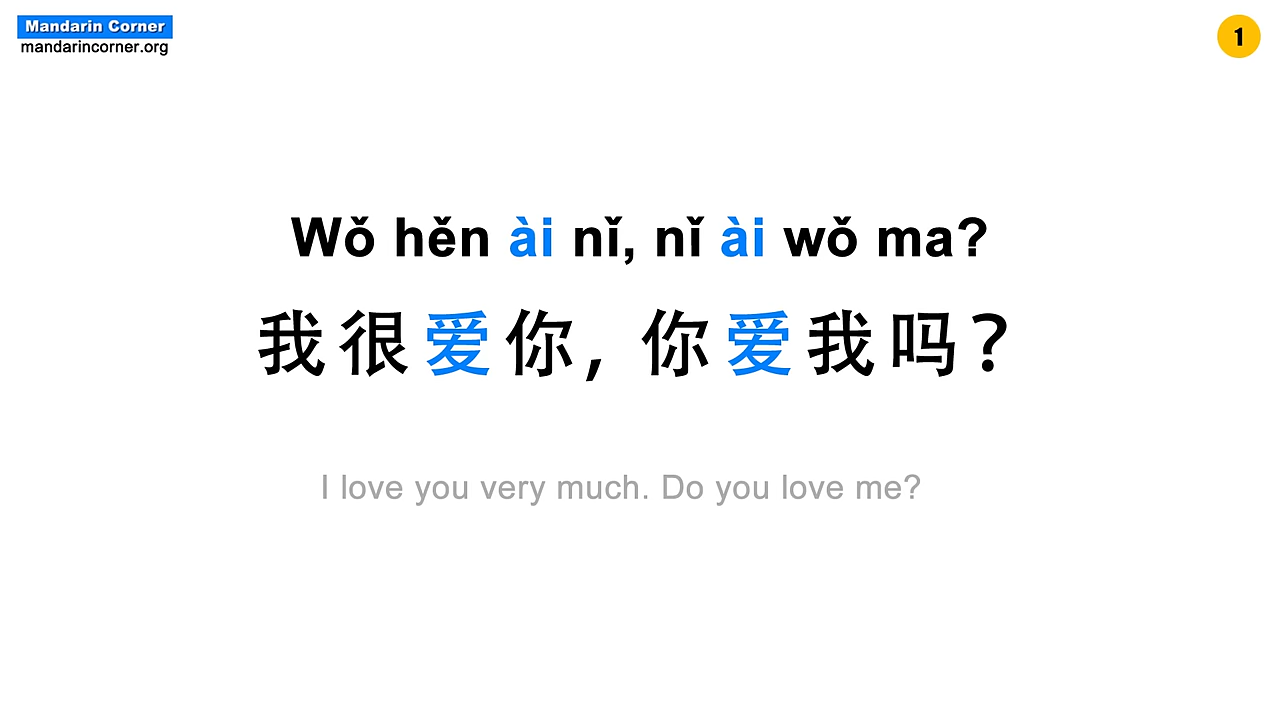 Mandarin Corner
mandarincorner.org
1
Wǒ hěn ài nǐ, nǐ ài wǒ ma?
我很爱你, 你爱我吗?
I love you very much. Do you love me?